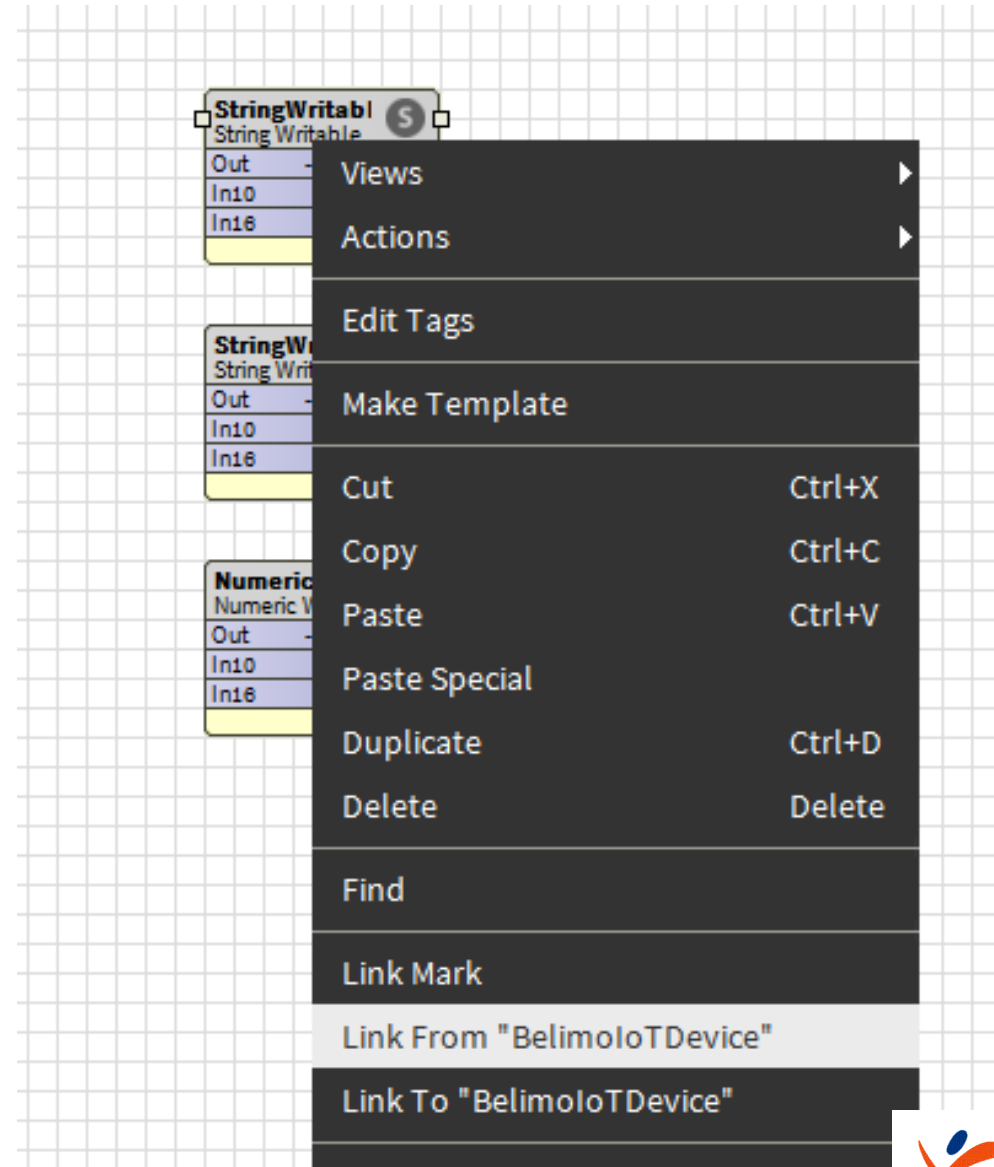 StringWritabl S
String Writable
Out -
In10
In16
StringWr
String Writ
Out -
In10
In16
Numeric
Numeric W
Out -
In10
In16
Views
Actions
Edit Tags
Make Template
Cut Ctrl+X
Copy Ctrl+C
Paste Ctrl+V
Paste Special
Duplicate Ctrl+D
Delete Delete
Find
Link Mark
Link From "BelimoIoTDevice"
Link To "BelimoIoTDevice"